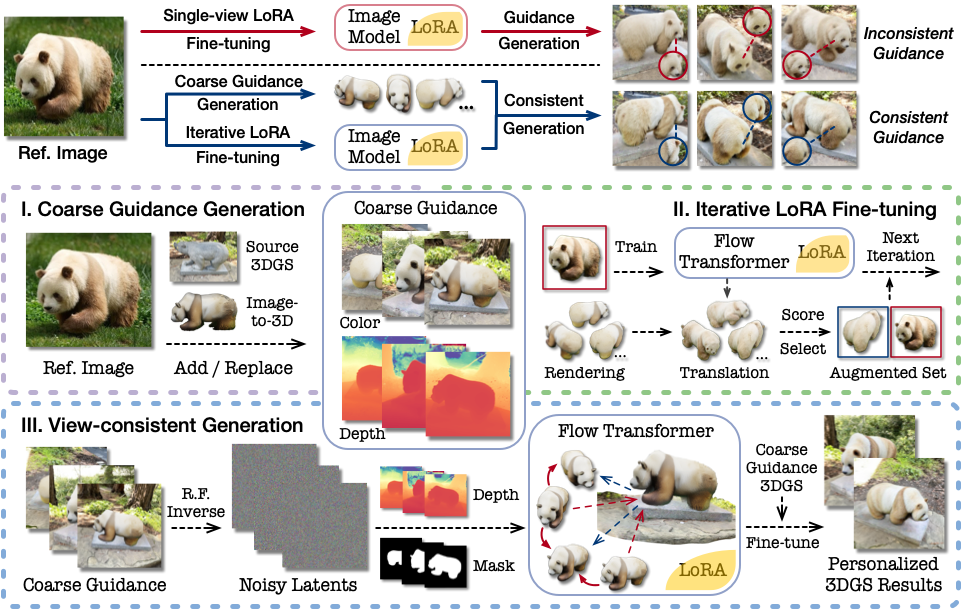 Single-view LoRA
Fine-tuning
Image
Model
LoRA
Guidance
Generation
Inconsistent
Guidance
Coarse Guidance
Generation
...
Iterative LoRA
Fine-tuning
Image
Model
LoRA
Consistent
Generation
Consistent
Guidance
Ref. Image
I. Coarse Guidance Generation
Source
3DGS
Image-
to-3D
Ref. Image
Add / Replace
Coarse Guidance
Color
Depth
II. Iterative LoRA Fine-tuning
Train
Flow
Transformer
LoRA
Next
Iteration
...
Rendering
...
Translation
Score
Select
Augmented Set
III. View-consistent Generation
Coarse Guidance
R.F.
Inverse
Noisy Latents
Depth
Mask
Flow Transformer
LoRA
Coarse
Guidance
3DGS
Fine-tune
Personalized
3DGS Results